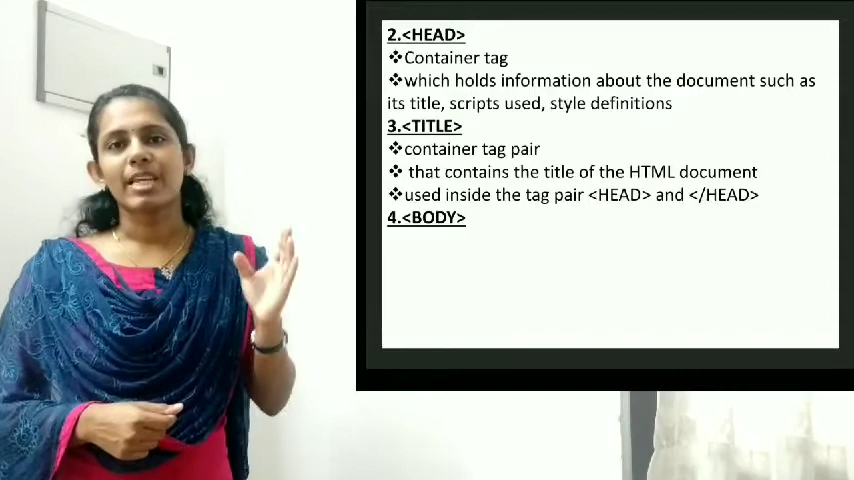 2.<HEAD>
❖Container tag
❖which holds information about the document such as
its title, scripts used, style definitions
3.<TITLE>
❖container tag pair
❖ that contains the title of the HTML document
❖used inside the tag pair <HEAD> and </HEAD>
4.<BODY>